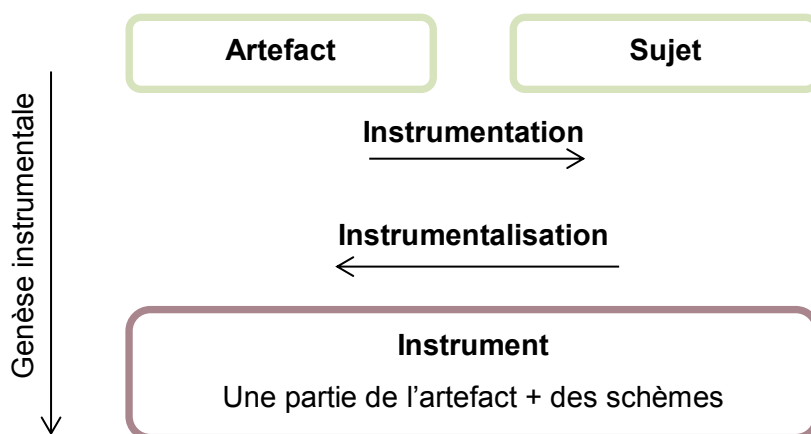 Artefact
Sujet
Genèse instrumentale
Instrumentation
Instrumentalisation
Instrument
Une partie de l’artefact + des schèmes